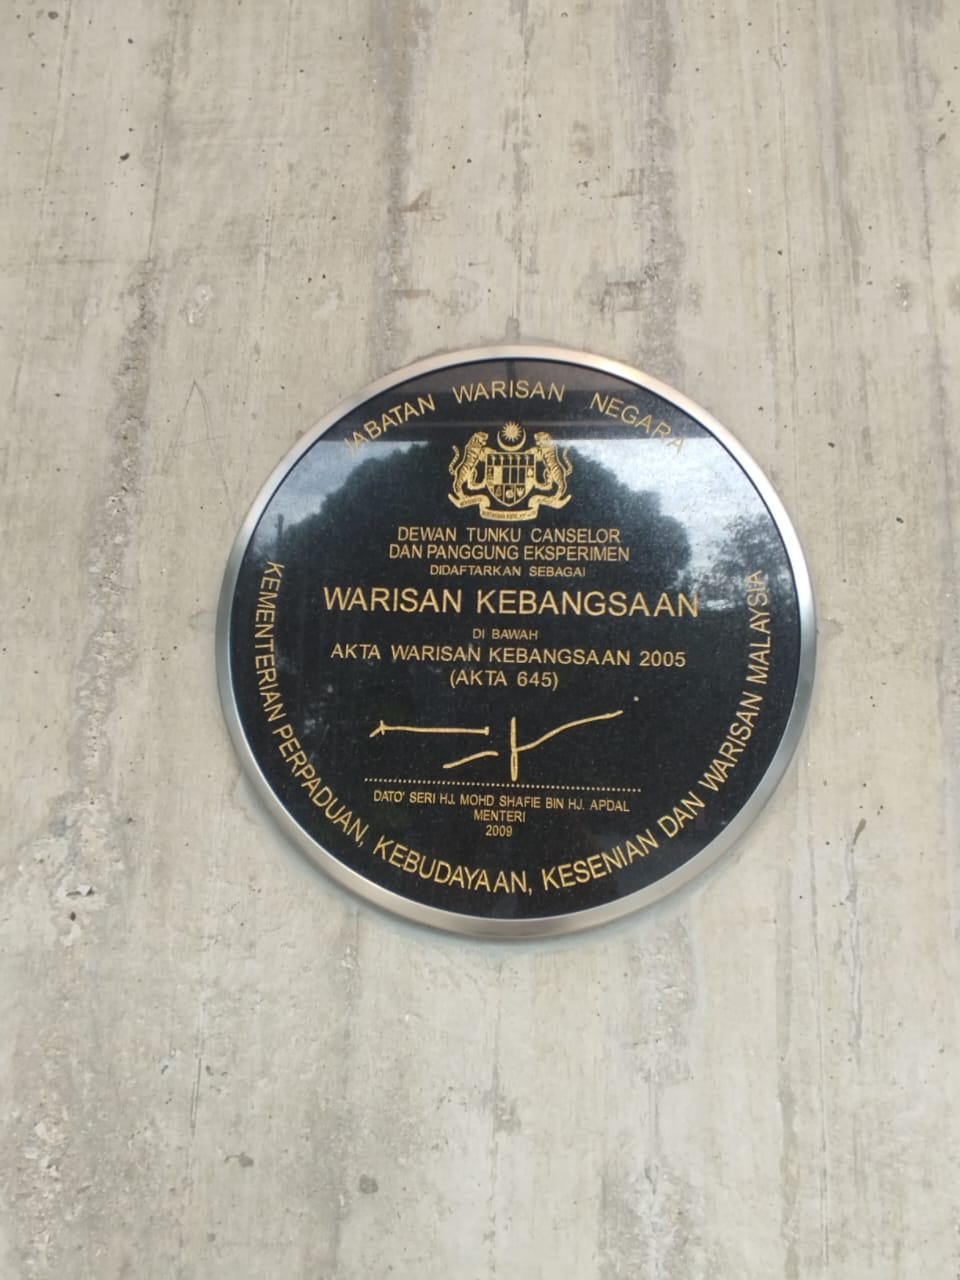 JABATAN WARISAN NEGARA
DEWAN TUNKU CANSELOR
DAN PANGGUNG EKSPERIMEN
DIDAFTARKAN SEBAGAI
WARISAN KEBANGSAAN
DI BAWAH
AKTA WARISAN KEBANGSAAN 2005
(AKTA 645)
DATO' SERI HJ. MOHD SHAFIE BIN HJ. APDAL
MENTERI
2009
KEMENTERIAN PERPADUAN, KEBUDAYAAN, KESENIAN DAN WARISAN MALAYSIA